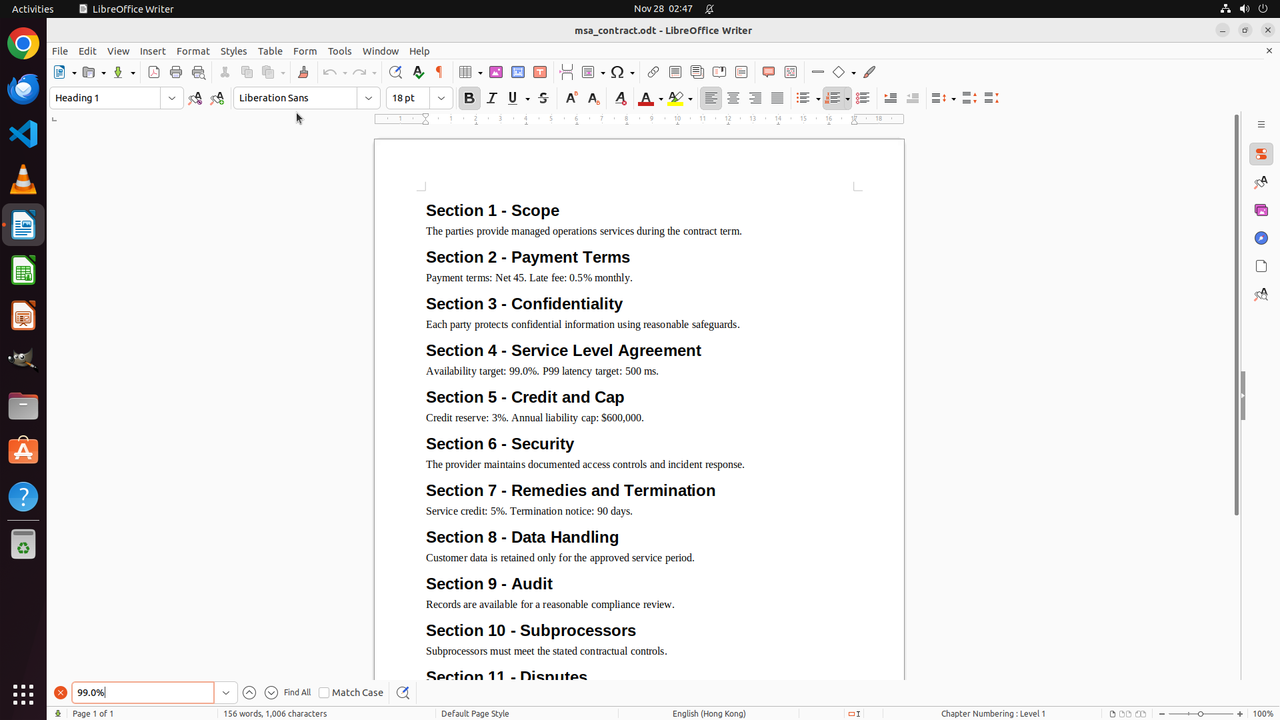 Activities
LibreOffice Writer
Nov 28 02:47
msa_contract.odt - LibreOffice Writer
File Edit View Insert Format Styles Table Form Tools Window Help
Heading 1
Liberation Sans
18 pt
Section 1 - Scope
The parties provide managed operations services during the contract term.
Section 2 - Payment Terms
Payment terms: Net 45. Late fee: 0.5% monthly.
Section 3 - Confidentiality
Each party protects confidential information using reasonable safeguards.
Section 4 - Service Level Agreement
Availability target: 99.0%. P99 latency target: 500 ms.
Section 5 - Credit and Cap
Credit reserve: 3%. Annual liability cap: $600,000.
Section 6 - Security
The provider maintains documented access controls and incident response.
Section 7 - Remedies and Termination
Service credit: 5%. Termination notice: 90 days.
Section 8 - Data Handling
Customer data is retained only for the approved service period.
Section 9 - Audit
Records are available for a reasonable compliance review.
Section 10 - Subprocessors
Subprocessors must meet the stated contractual controls.
Section 11 - Disputes
99.0%
Find All
Match Case
Page 1 of 1
156 words, 1,006 characters
Default Page Style
English (Hong Kong)
Chapter Numbering : Level 1
100%